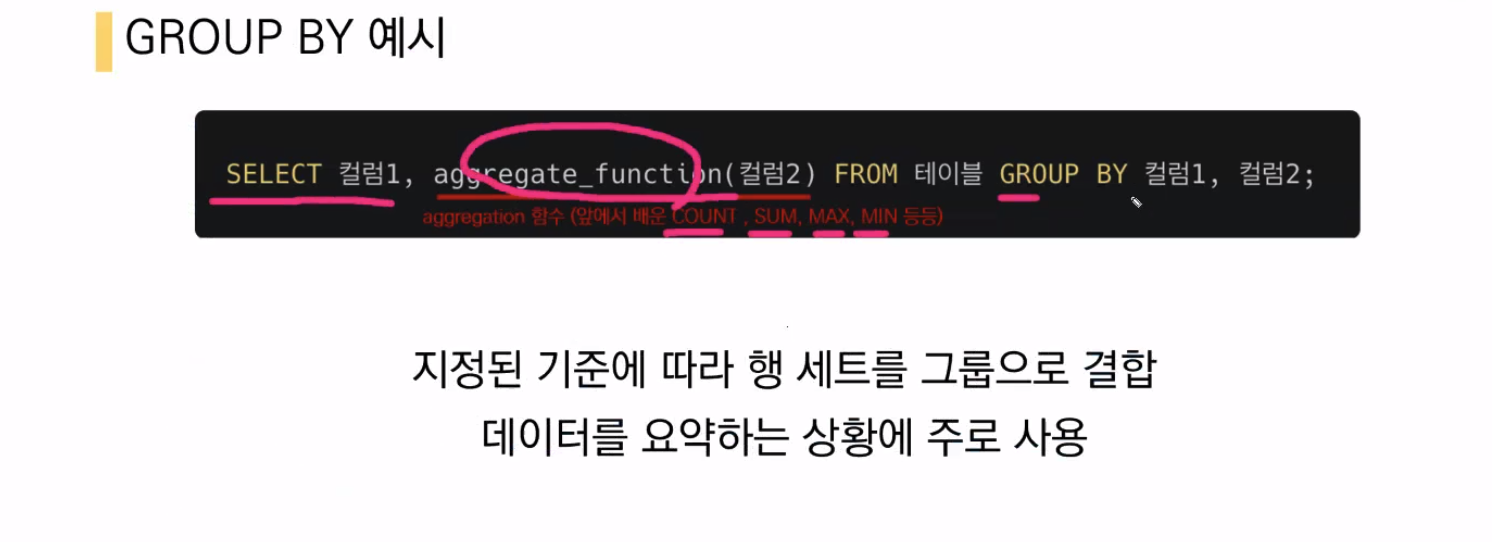 GROUP BY 예시
SELECT 컬럼1, aggregate_function(컬럼2) FROM 테이블 GROUP BY 컬럼1, 컬럼2;
aggregation 함수 (앞에서 배운 COUNT , SUM, MAX, MIN 등등)
지정된 기준에 따라 행 세트를 그룹으로 결합
데이터를 요약하는 상황에 주로 사용